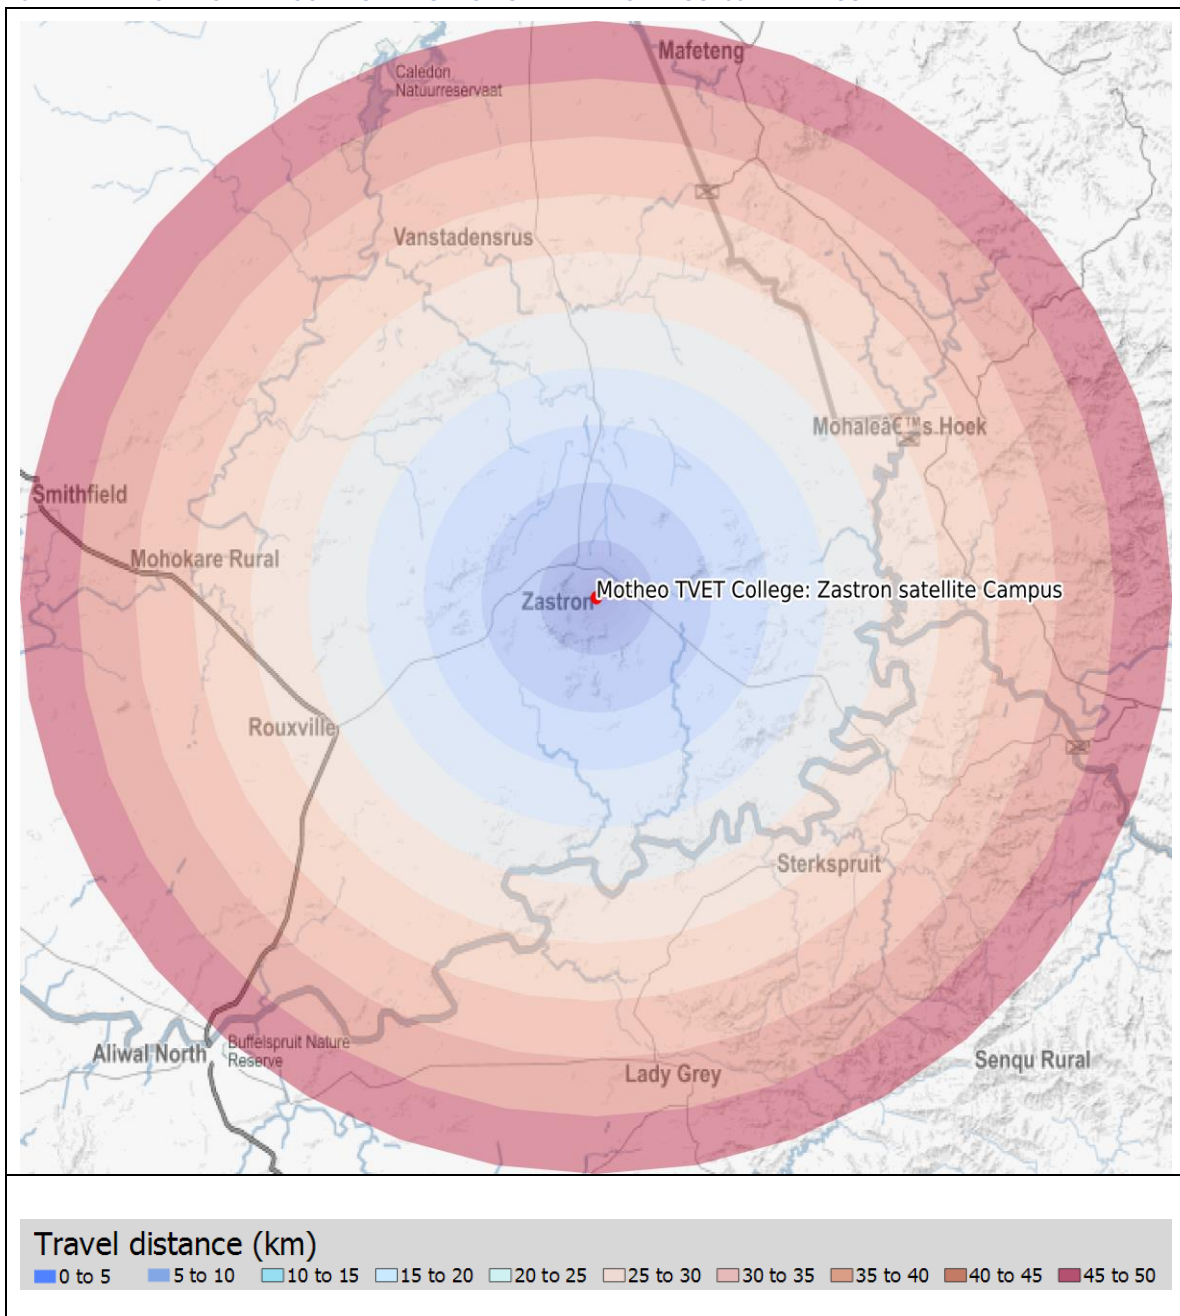 Mafeteng
Caledon
Natuurreservaat
Vanstadensrus
Mohaleâ€™s Hoek
Smithfield
Mohokare Rural
Motheo TVET College: Zastron satellite Campus
Zastron
Rouxville
Sterkspruit
Buffelspruit Nature
Reserve
Aliwal North
Senqu Rural
Lady Grey
Travel distance (km)
0 to 5 5 to 10 10 to 15 15 to 20 20 to 25 25 to 30 30 to 35 35 to 40 40 to 45 45 to 50